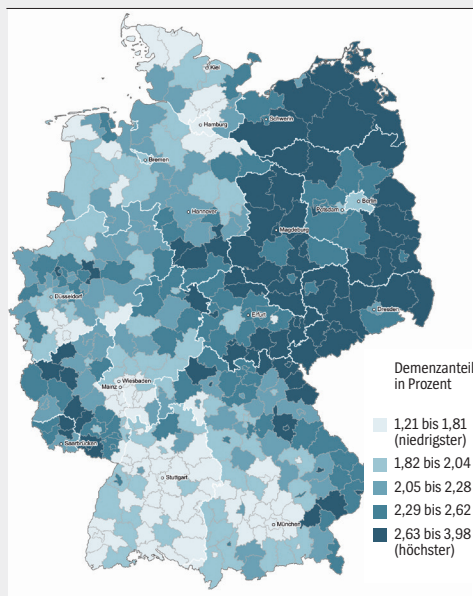 Kiel
Hamburg
Schwerin
Bremen
Berlin
Potsdam
Hannover
Magdeburg
Düsseldorf
Erfurt
Dresden
Wiesbaden
Mainz
Saarbrücken
Stuttgart
München
Demenzanteil
in Prozent
1,21 bis 1,81
(niedrigster)
1,82 bis 2,04
2,05 bis 2,28
2,29 bis 2,62
2,63 bis 3,98
(höchster)